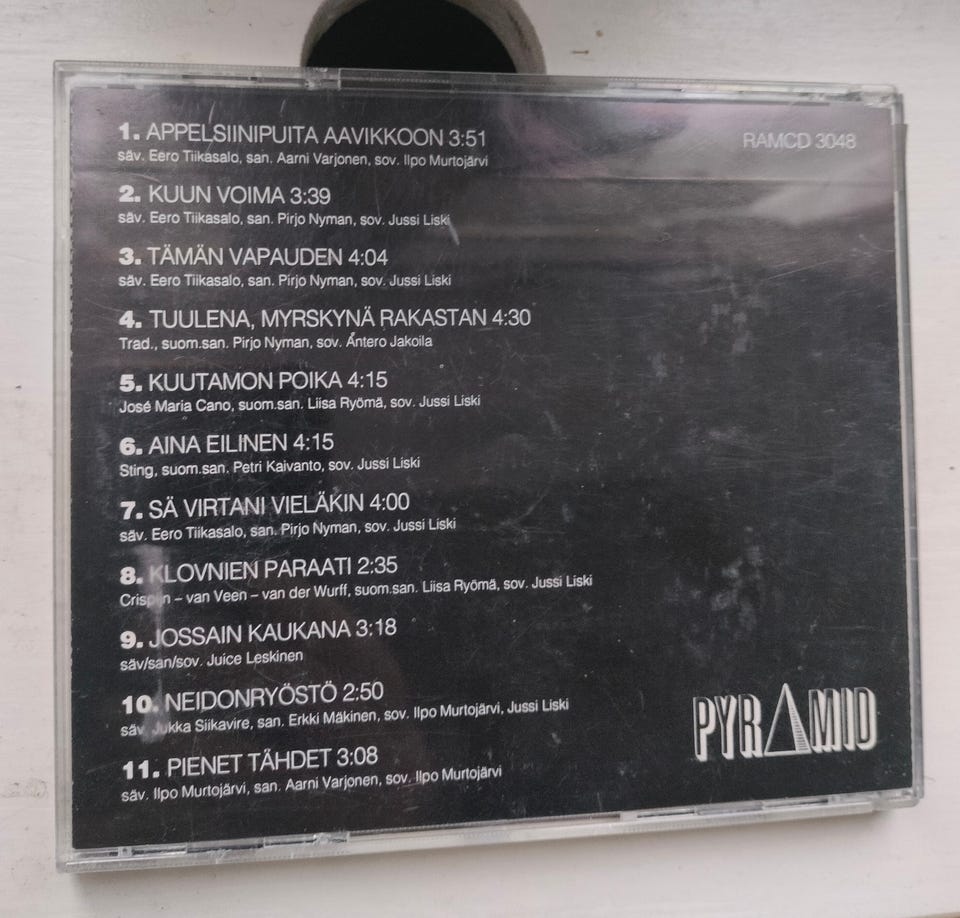 1. APPELSIINIPUITA AAVIKKOON 3:51
säv. Eero Tiikasalo, san. Aarni Varjonen, sov. Ilpo Murtojärvi
RAMCD 3048
2. KUUN VOIMA 3:39
säv. Eero Tiikasalo, san. Pirjo Nyman, sov. Jussi Liski
3. TÄMÄN VAPAUDEN 4:04
säv. Eero Tiikasalo, san. Pirjo Nyman, sov. Jussi Liski
4. TUULENA, MYRSKYNÄ RAKASTAN 4:30
Trad., suom.san. Pirjo Nyman, sov. Antero Jakoila
5. KUUTAMON POIKA 4:15
José Maria Cano, suom.san. Liisa Ryömä, sov. Jussi Liski
6. AINA EILINEN 4:15
Sting, suom.san. Petri Kaivanto, sov. Jussi Liski
7. SÄ VIRTANI VIELÄKIN 4:00
säv. Eero Tiikasalo, san. Pirjo Nyman, sov. Jussi Liski
8. KLOVNIEN PARAATI 2:35
Crispijn – van Veen – van der Wurff, suom.san. Liisa Ryömä, sov. Jussi Liski
9. JOSSAIN KAUKANA 3:18
säv/san/sov. Juice Leskinen
10. NEIDONRYÖSTÖ 2:50
säv. Jukka Siikavire, san. Erkki Mäkinen, sov. Ilpo Murtojärvi, Jussi Liski
11. PIENET TÄHDET 3:08
säv. Ilpo Murtojärvi, san. Aarni Varjonen, sov. Ilpo Murtojärvi
PYRAMID